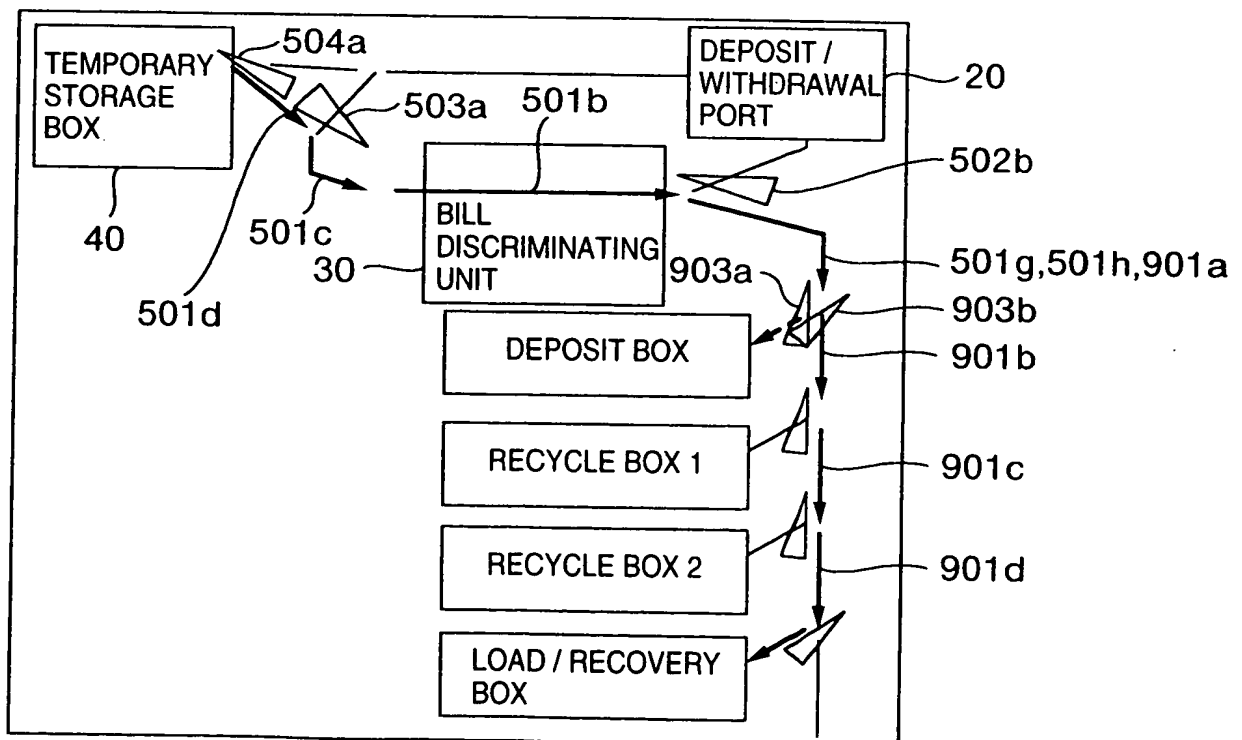 TEMPORARY
STORAGE
BOX
504a
503a
501b
DEPOSIT /
WITHDRAWAL
PORT
20
502b
40
501c
501d
30
BILL
DISCRIMINATING
UNIT
903a
501g,501h,901a
903b
901b
DEPOSIT BOX
RECYCLE BOX 1
901c
RECYCLE BOX 2
901d
LOAD / RECOVERY
BOX